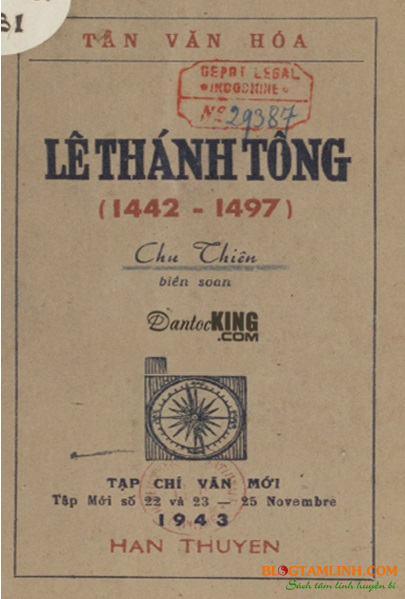 31
TÂN VĂN HÓA
DEPOT LEGAL
INDOCHINE
Nº 29387
LÊ THÁNH TÔNG
(1442 - 1497)
Chu Thiên
biên soạn
DantocKING
.COM
TẠP CHÍ VĂN MỚI
Tập Mới số 22 và 23 — 25 Novembre
1943
HAN THUYEN
BLOGTAMLINH.COM
Sách tâm linh huyền bí